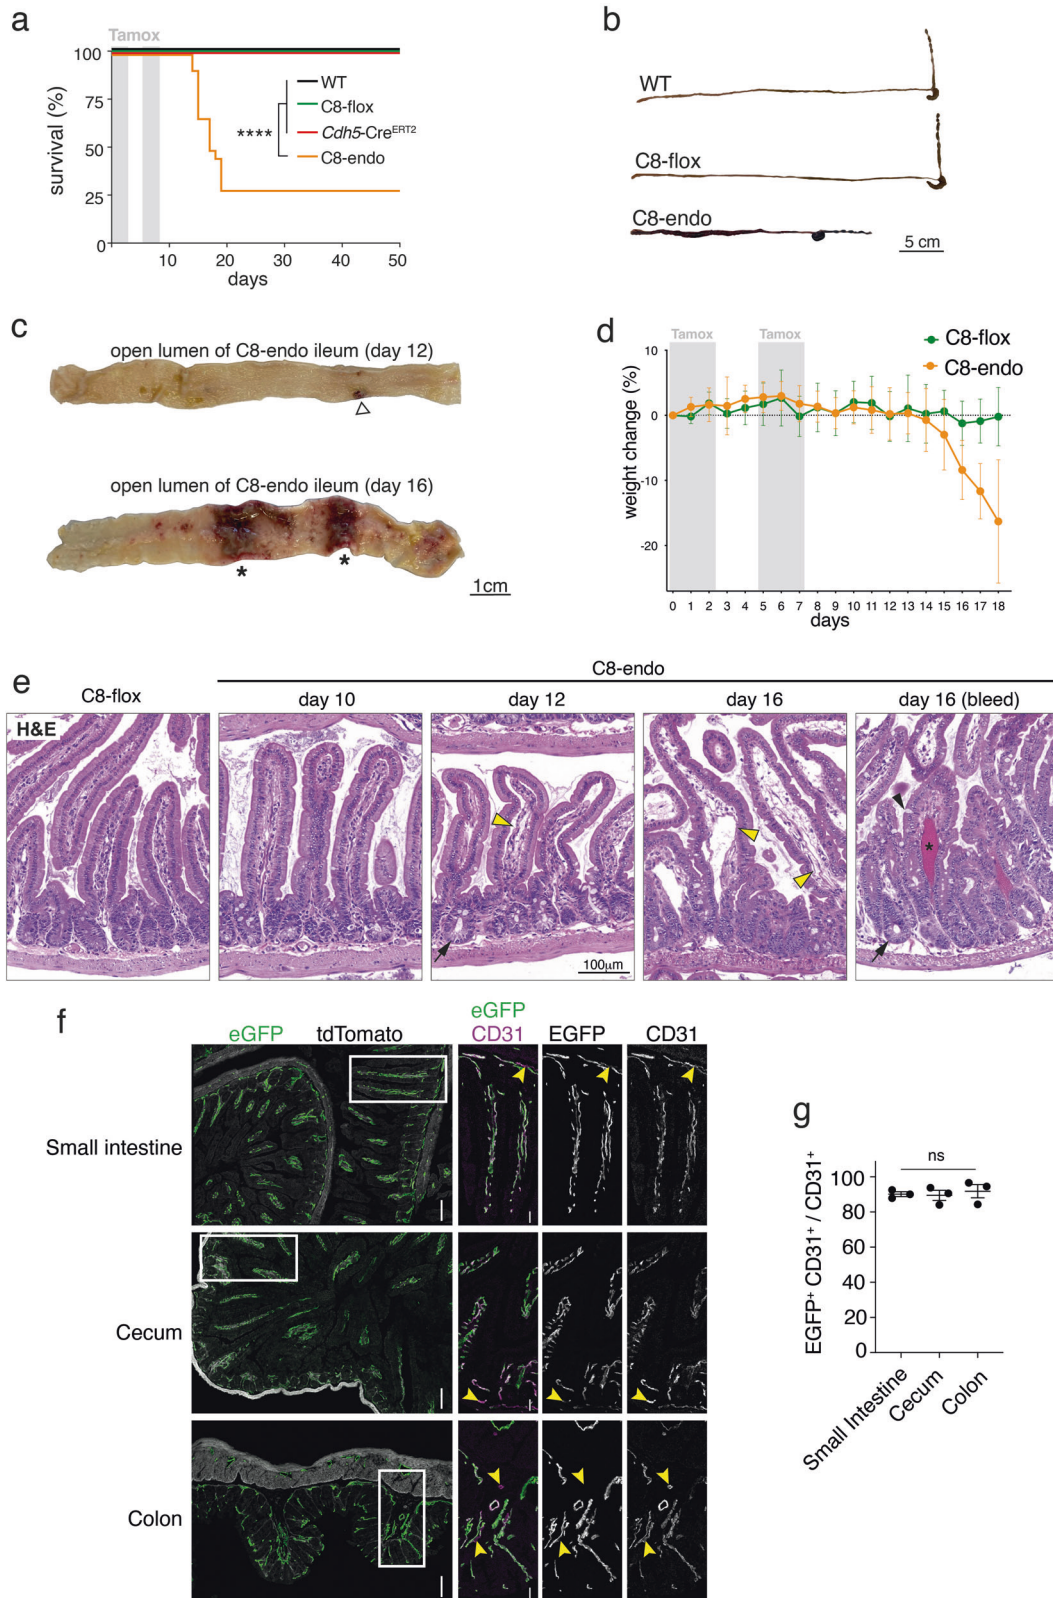 a
Tamox
100
75
50
25
0
survival (%)
10
20
30
40
50
days
WT
C8-flox
Cdh5-CreERT2
C8-endo
****
b
WT
C8-flox
C8-endo
5 cm
c
open lumen of C8-endo ileum (day 12)
open lumen of C8-endo ileum (day 16)
*
*
1cm
d
Tamox
Tamox
C8-flox
C8-endo
10
0
-10
-20
weight change (%)
0 1 2 3 4 5 6 7 8 9 10 11 12 13 14 15 16 17 18
days
e
C8-endo
C8-flox
day 10
day 12
day 16
day 16 (bleed)
H&E
*
100μm
f
eGFP
tdTomato
eGFP
CD31
EGFP
CD31
Small intestine
Cecum
Colon
g
ns
100
80
60
40
20
0
EGFP+ CD31+ / CD31+
Small Intestine
Cecum
Colon